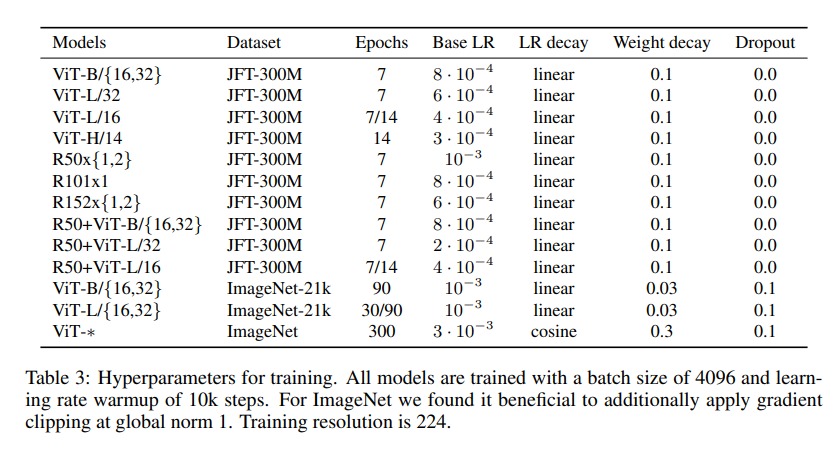 Models Dataset Epochs Base LR LR decay Weight decay Dropout
ViT-B/{16,32} JFT-300M 7 8 · 10⁻⁴ linear 0.1 0.0
ViT-L/32 JFT-300M 7 6 · 10⁻⁴ linear 0.1 0.0
ViT-L/16 JFT-300M 7/14 4 · 10⁻⁴ linear 0.1 0.0
ViT-H/14 JFT-300M 14 3 · 10⁻⁴ linear 0.1 0.0
R50x{1,2} JFT-300M 7 10⁻³ linear 0.1 0.0
R101x1 JFT-300M 7 8 · 10⁻⁴ linear 0.1 0.0
R152x{1,2} JFT-300M 7 6 · 10⁻⁴ linear 0.1 0.0
R50+ViT-B/{16,32} JFT-300M 7 8 · 10⁻⁴ linear 0.1 0.0
R50+ViT-L/32 JFT-300M 7 2 · 10⁻⁴ linear 0.1 0.0
R50+ViT-L/16 JFT-300M 7/14 4 · 10⁻⁴ linear 0.1 0.0
ViT-B/{16,32} ImageNet-21k 90 10⁻³ linear 0.03 0.1
ViT-L/{16,32} ImageNet-21k 30/90 10⁻³ linear 0.03 0.1
ViT-∗ ImageNet 300 3 · 10⁻³ cosine 0.3 0.1
Table 3: Hyperparameters for training. All models are trained with a batch size of 4096 and learn-
ing rate warmup of 10k steps. For ImageNet we found it beneficial to additionally apply gradient
clipping at global norm 1. Training resolution is 224.